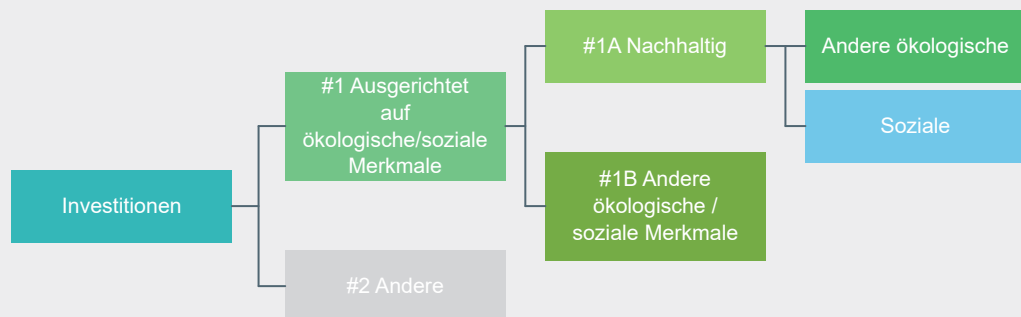 Investitionen
#1 Ausgerichtet
auf
ökologische/soziale
Merkmale
#2 Andere
#1A Nachhaltig
#1B Andere
ökologische /
soziale Merkmale
Andere ökologische
Soziale